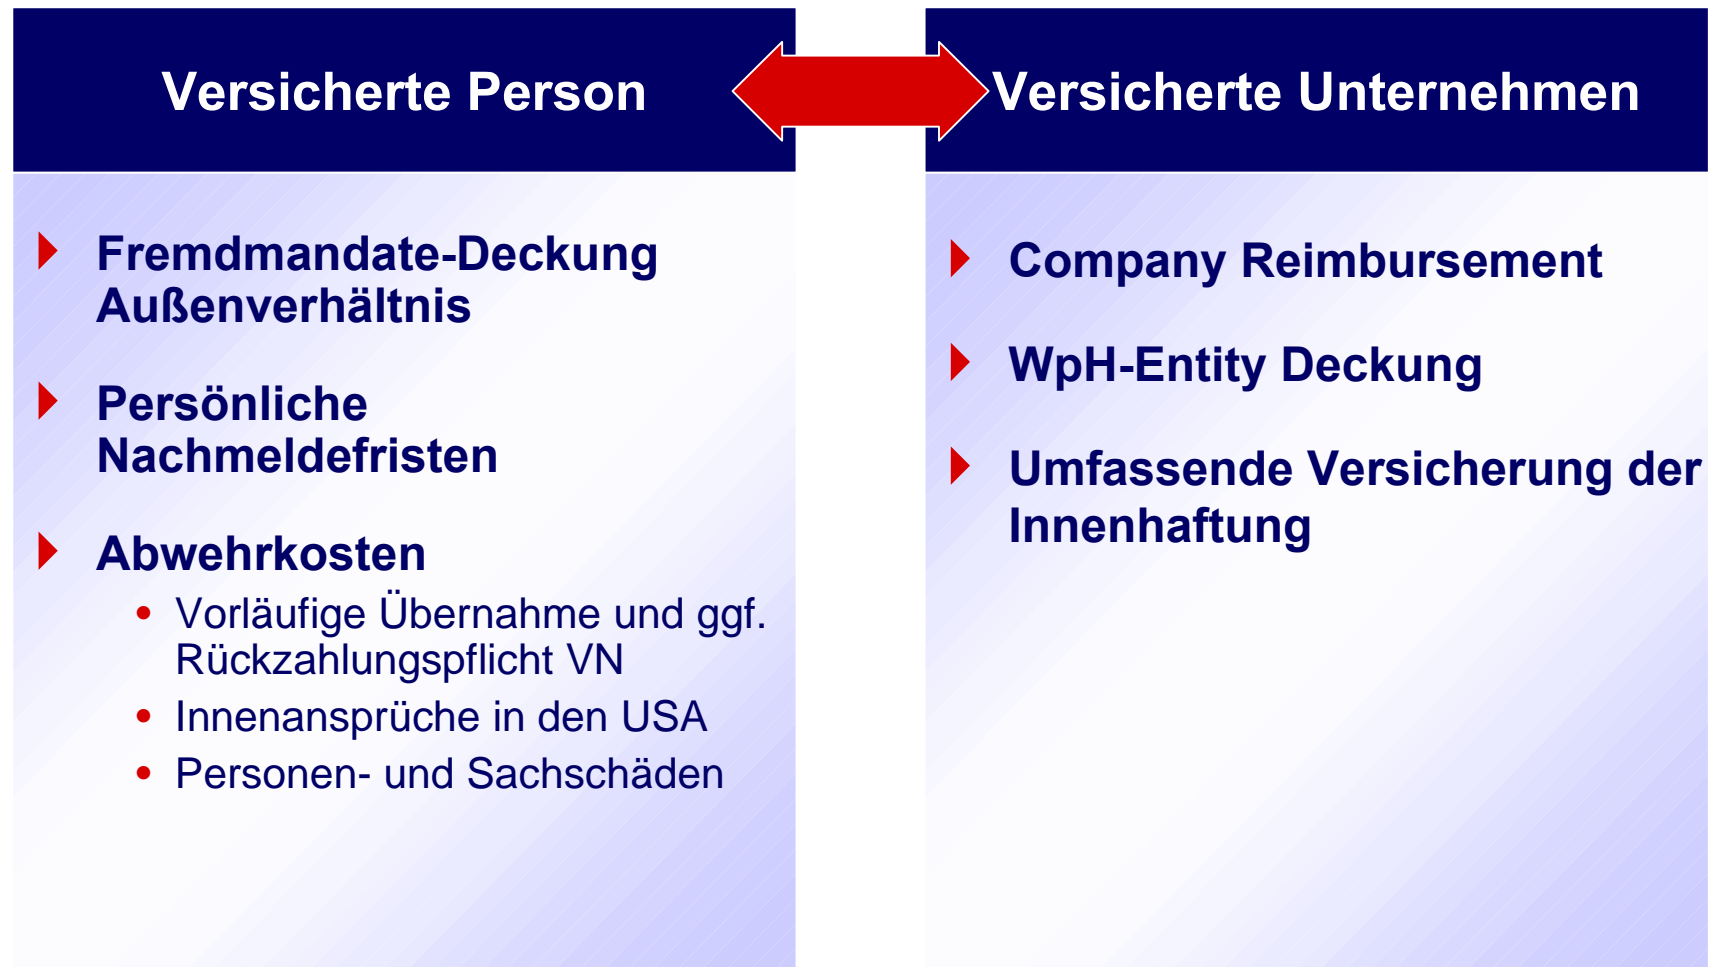 Versicherte Person
Fremdmandate-Deckung
Außenverhältnis
Persönliche
Nachmeldefristen
Abwehrkosten
Vorläufige Übernahme und ggf.
Rückzahlungspflicht VN
Innenansprüche in den USA
Personen- und Sachschäden
Versicherte Unternehmen
Company Reimbursement
WpH-Entity Deckung
Umfassende Versicherung der
Innenhaftung